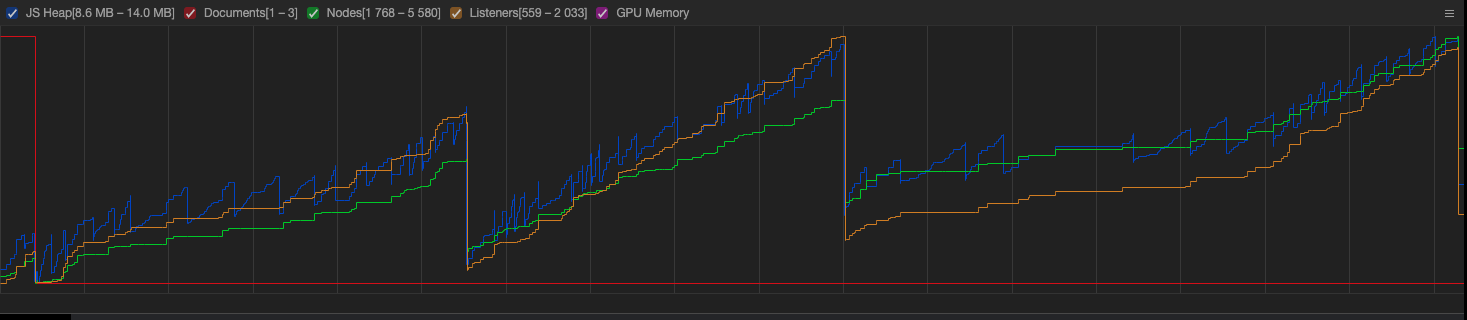 JS Heap[8.6 MB – 14.0 MB] Documents[1 – 3] Nodes[1 768 – 5 580] Listeners[559 – 2 033] GPU Memory